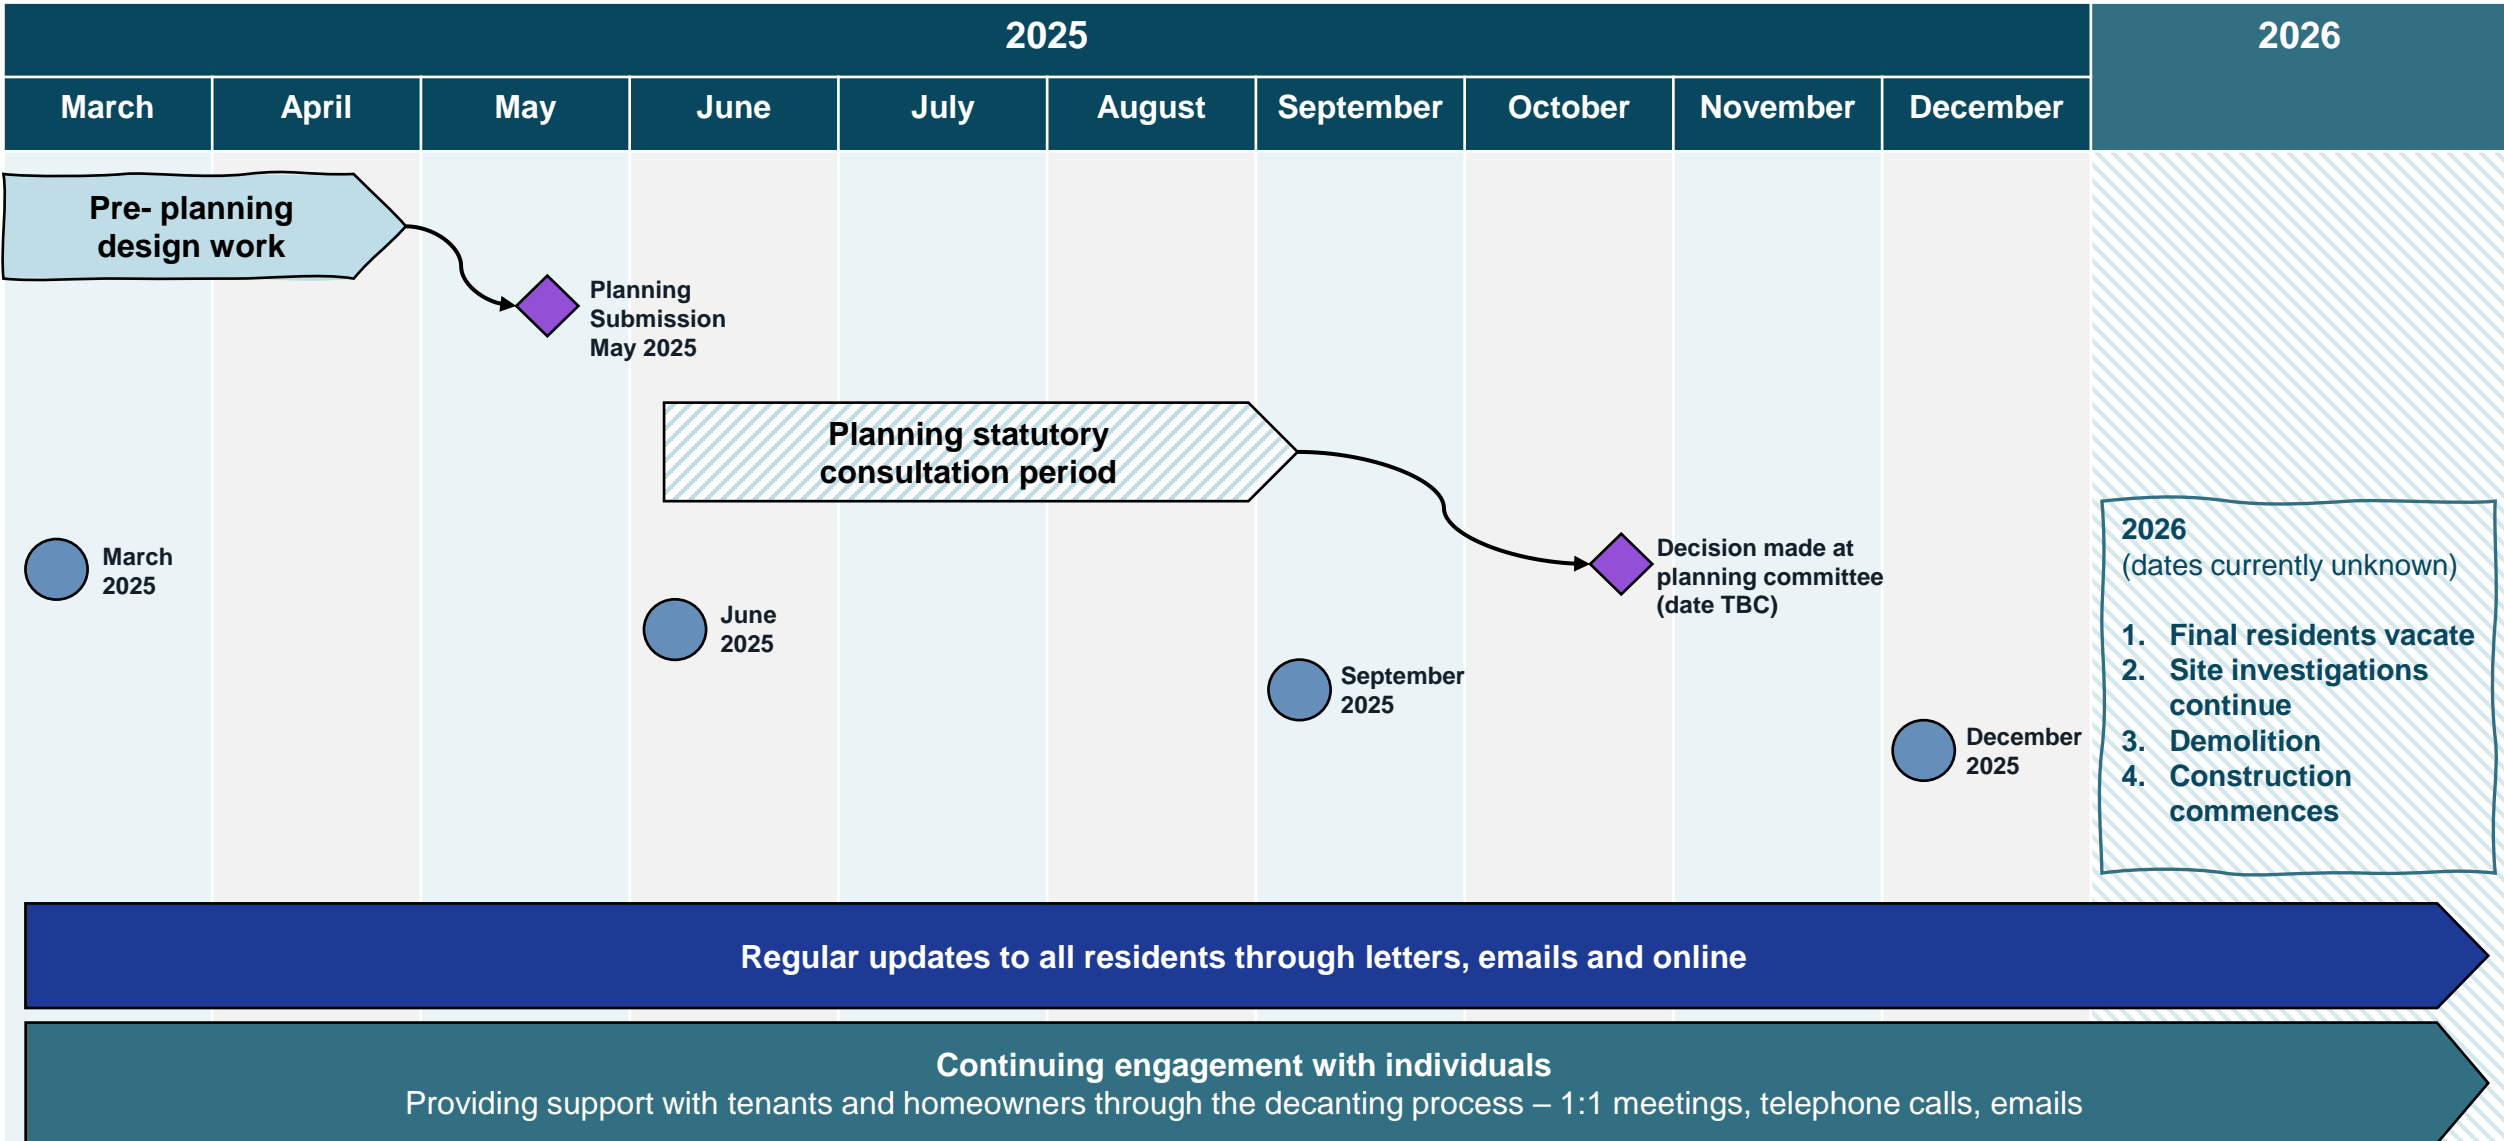 2025
2026
March
April
May
June
July
August
September
October
November
December
Pre- planning
design work
Planning
Submission
May 2025
Planning statutory
consultation period
March
2025
June
2025
September
2025
December
2025
Decision made at
planning committee
(date TBC)
2026
(dates currently unknown)
1. Final residents vacate
2. Site investigations
continue
3. Demolition
4. Construction
commences
Regular updates to all residents through letters, emails and online
Continuing engagement with individuals
Providing support with tenants and homeowners through the decanting process – 1:1 meetings, telephone calls, emails